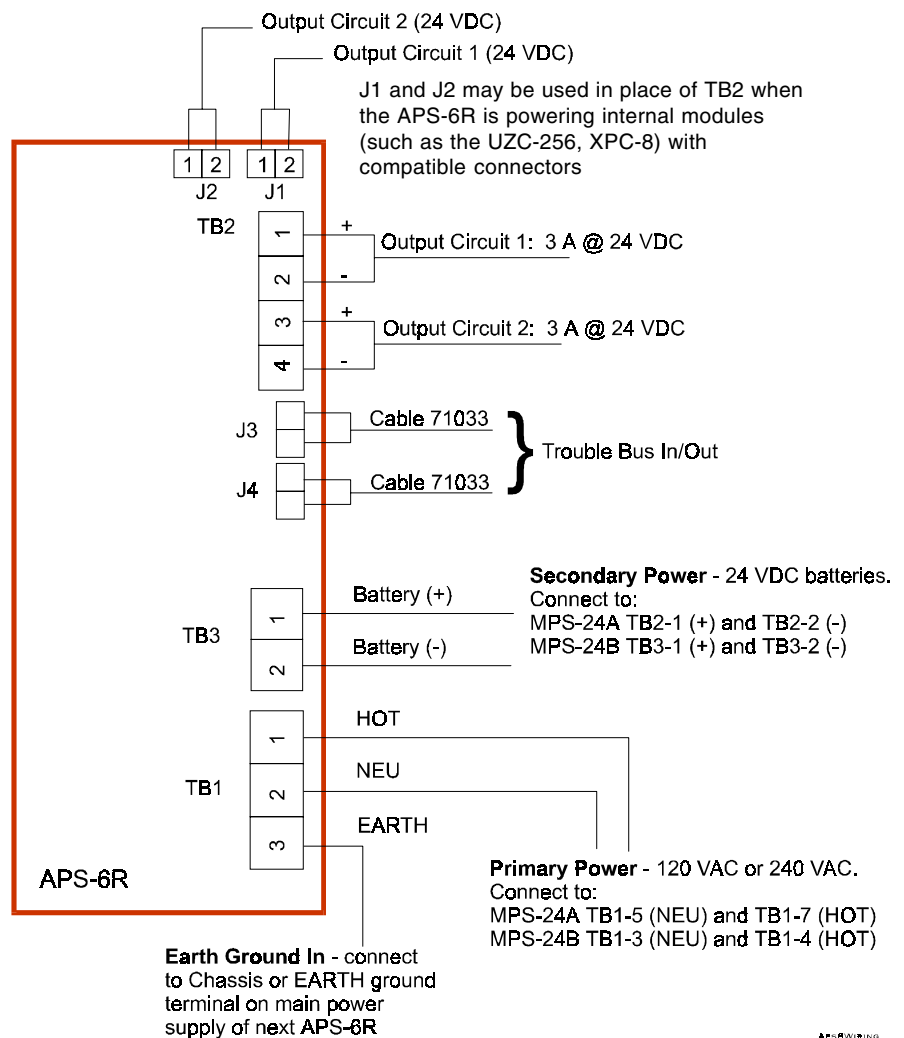 Output Circuit 2 (24 VDC)
Output Circuit 1 (24 VDC)
J1 and J2 may be used in place of TB2 when
the APS-6R is powering internal modules
(such as the UZC-256, XPC-8) with
compatible connectors
1 2 1 2
J2 J1
TB2
1 + Output Circuit 1: 3 A @ 24 VDC
2 -
3 + Output Circuit 2: 3 A @ 24 VDC
4 -
J3 Cable 71033
Trouble Bus In/Out
J4 Cable 71033
Secondary Power - 24 VDC batteries.
Connect to:
MPS-24A TB2-1 (+) and TB2-2 (-)
MPS-24B TB3-1 (+) and TB3-2 (-)
TB3
1 Battery (+)
2 Battery (-)
TB1
1 HOT
2 NEU
3 EARTH
APS-6R
Primary Power - 120 VAC or 240 VAC.
Connect to:
MPS-24A TB1-5 (NEU) and TB1-7 (HOT)
MPS-24B TB1-3 (NEU) and TB1-4 (HOT)
Earth Ground In - connect
to Chassis or EARTH ground
terminal on main power
supply of next APS-6R